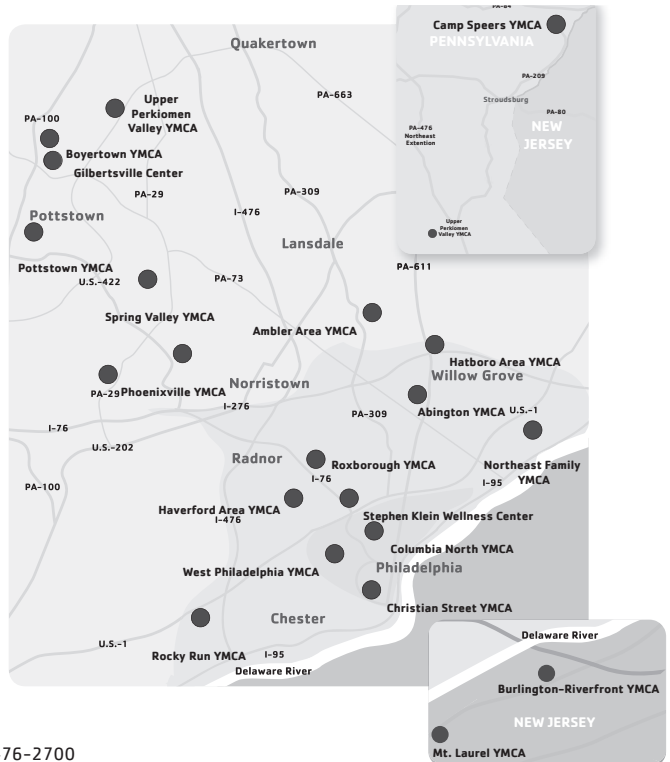 PA-64
Camp Speers YMCA
PENNSYLVANIA
PA-209
Stroudsburg
PA-80
PA-476
Northeast
Extention
NEW
JERSEY
Upper
Perkiomen
Valley YMCA
Quakertown
PA-663
Upper
Perkiomen
Valley YMCA
PA-100
Boyertown YMCA
Gilbertsville Center
PA-29
PA-309
I-476
Pottstown
Lansdale
Pottstown YMCA
U.S.-422
PA-73
PA-611
Spring Valley YMCA
Ambler Area YMCA
Hatboro Area YMCA
Willow Grove
PA-29
Phoenixville YMCA
Norristown
I-276
PA-309
Abington YMCA
U.S.-1
I-76
U.S.-202
Radnor
Roxborough YMCA
I-76
Northeast Family
YMCA
I-95
PA-100
Haverford Area YMCA
I-476
Stephen Klein Wellness Center
Columbia North YMCA
West Philadelphia YMCA
Philadelphia
Christian Street YMCA
Chester
U.S.-1
Rocky Run YMCA
I-95
Delaware River
Delaware River
Burlington-Riverfront YMCA
NEW JERSEY
Mt. Laurel YMCA
76-2700